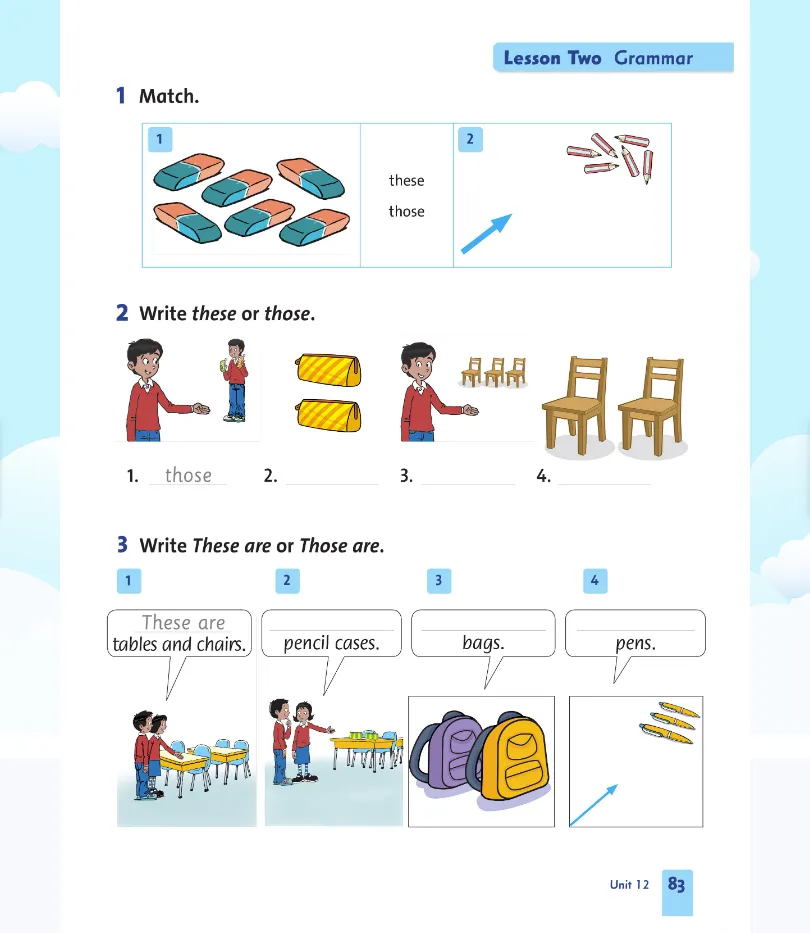 Lesson Two Grammar
1 Match.
1
2
these
those
2 Write these or those.
1. those 2. 3. 4.
3 Write These are or Those are.
1 2 3 4
These are
tables and chairs.
pencil cases.
bags.
pens.
Unit 12 83